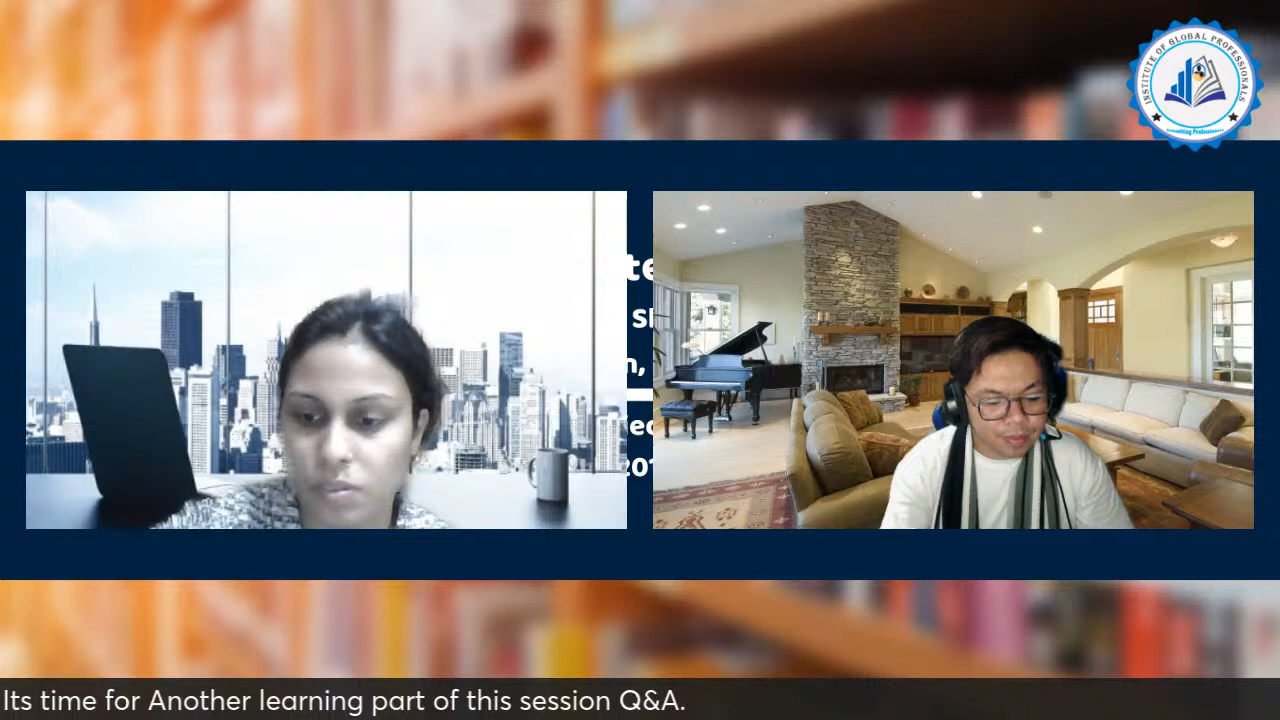 INSTITUTE OF GLOBAL PROFESSIONALS
Its time for Another learning part of this session Q&A.